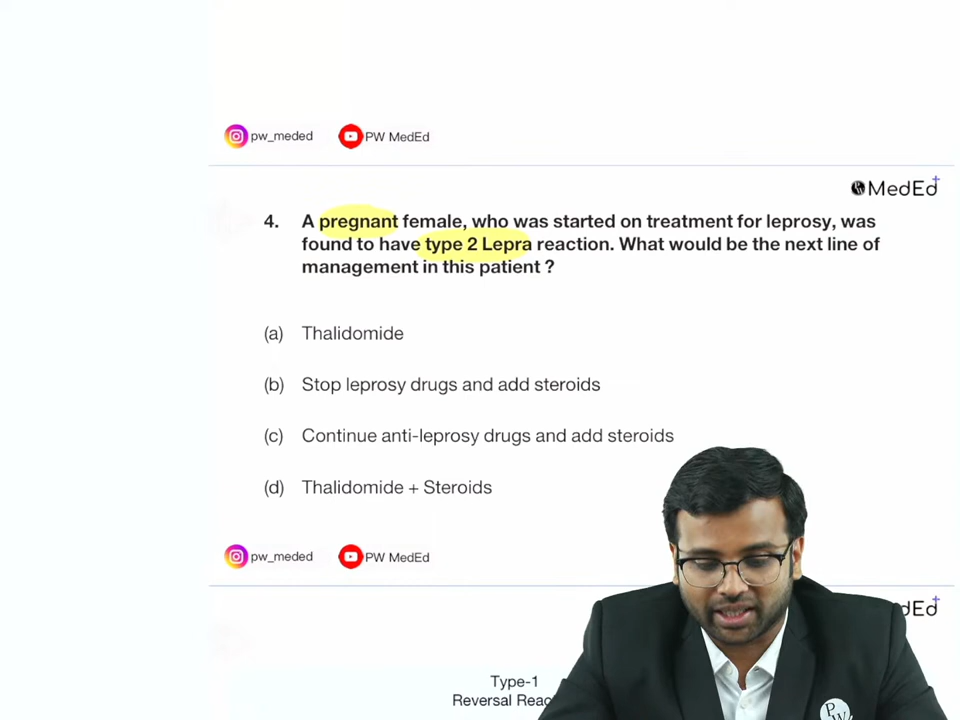 pw_meded PW MedEd
MedEd
4. A pregnant female, who was started on treatment for leprosy, was
found to have type 2 Lepra reaction. What would be the next line of
management in this patient ?
(a) Thalidomide
(b) Stop leprosy drugs and add steroids
(c) Continue anti-leprosy drugs and add steroids
(d) Thalidomide + Steroids
pw_meded PW MedEd
Type-1
Reversal
PW